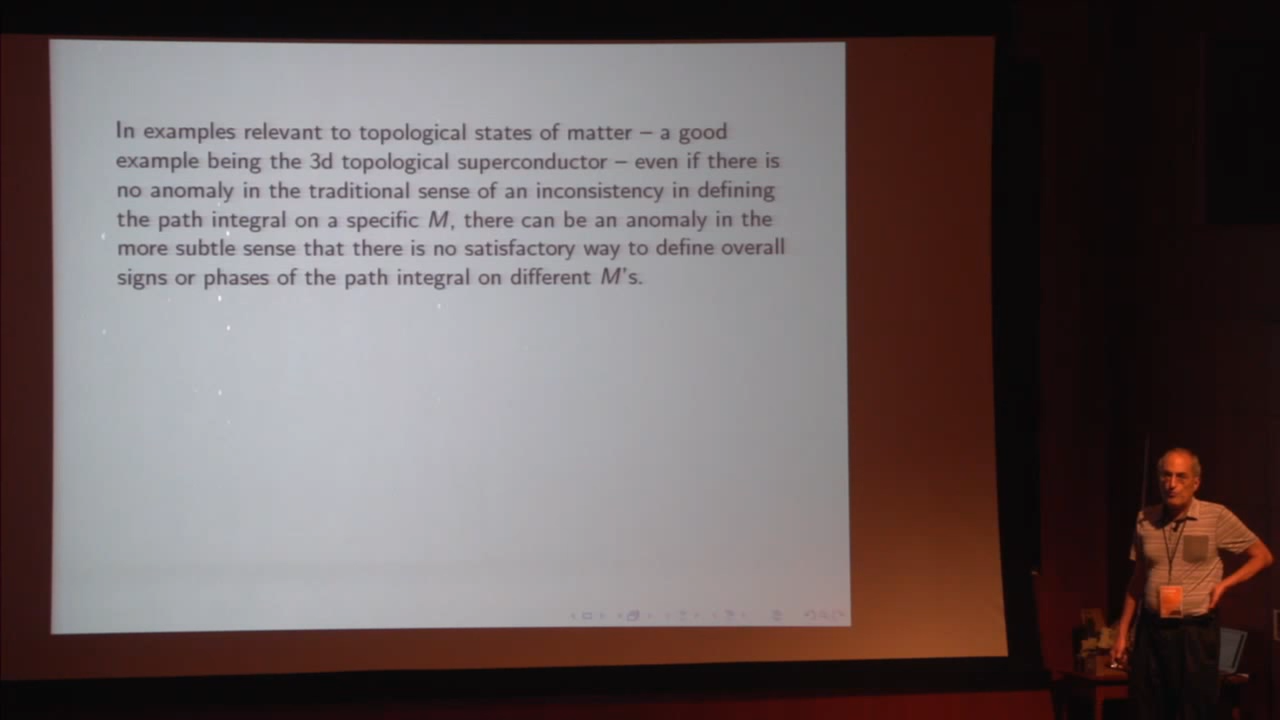 In examples relevant to topological states of matter – a good
example being the 3d topological superconductor – even if there is
no anomaly in the traditional sense of an inconsistency in defining
the path integral on a specific M, there can be an anomaly in the
more subtle sense that there is no satisfactory way to define overall
signs or phases of the path integral on different M's.